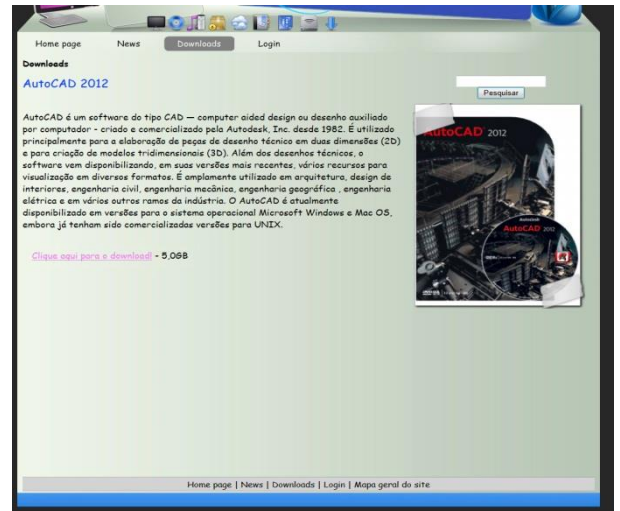 Home page News Downloads Login
Downloads
AutoCAD 2012
Pesquisar
AutoCAD é um software do tipo CAD — computer aided design ou desenho auxiliado
por computador - criado e comercializado pela Autodesk, Inc. desde 1982. É utilizado
principalmente para a elaboração de peças de desenho técnico em duas dimensões (2D)
e para criação de modelos tridimensionais (3D). Além dos desenhos técnicos, o
software vem disponibilizando, em suas versões mais recentes, vários recursos para
visualização em diversos formatos. É amplamente utilizado em arquitetura, design de
interiores, engenharia civil, engenharia mecânica, engenharia geográfica , engenharia
elétrica e em vários outros ramos da indústria. O AutoCAD é atualmente
disponibilizado em versões para o sistema operacional Microsoft Windows e Mac OS,
embora já tenham sido comercializadas versões para UNIX.
Clique aqui para o download! - 5,0GB
AutoCAD 2012
Autodesk
AutoCAD 2012
Home page | News | Downloads | Login | Mapa geral do site